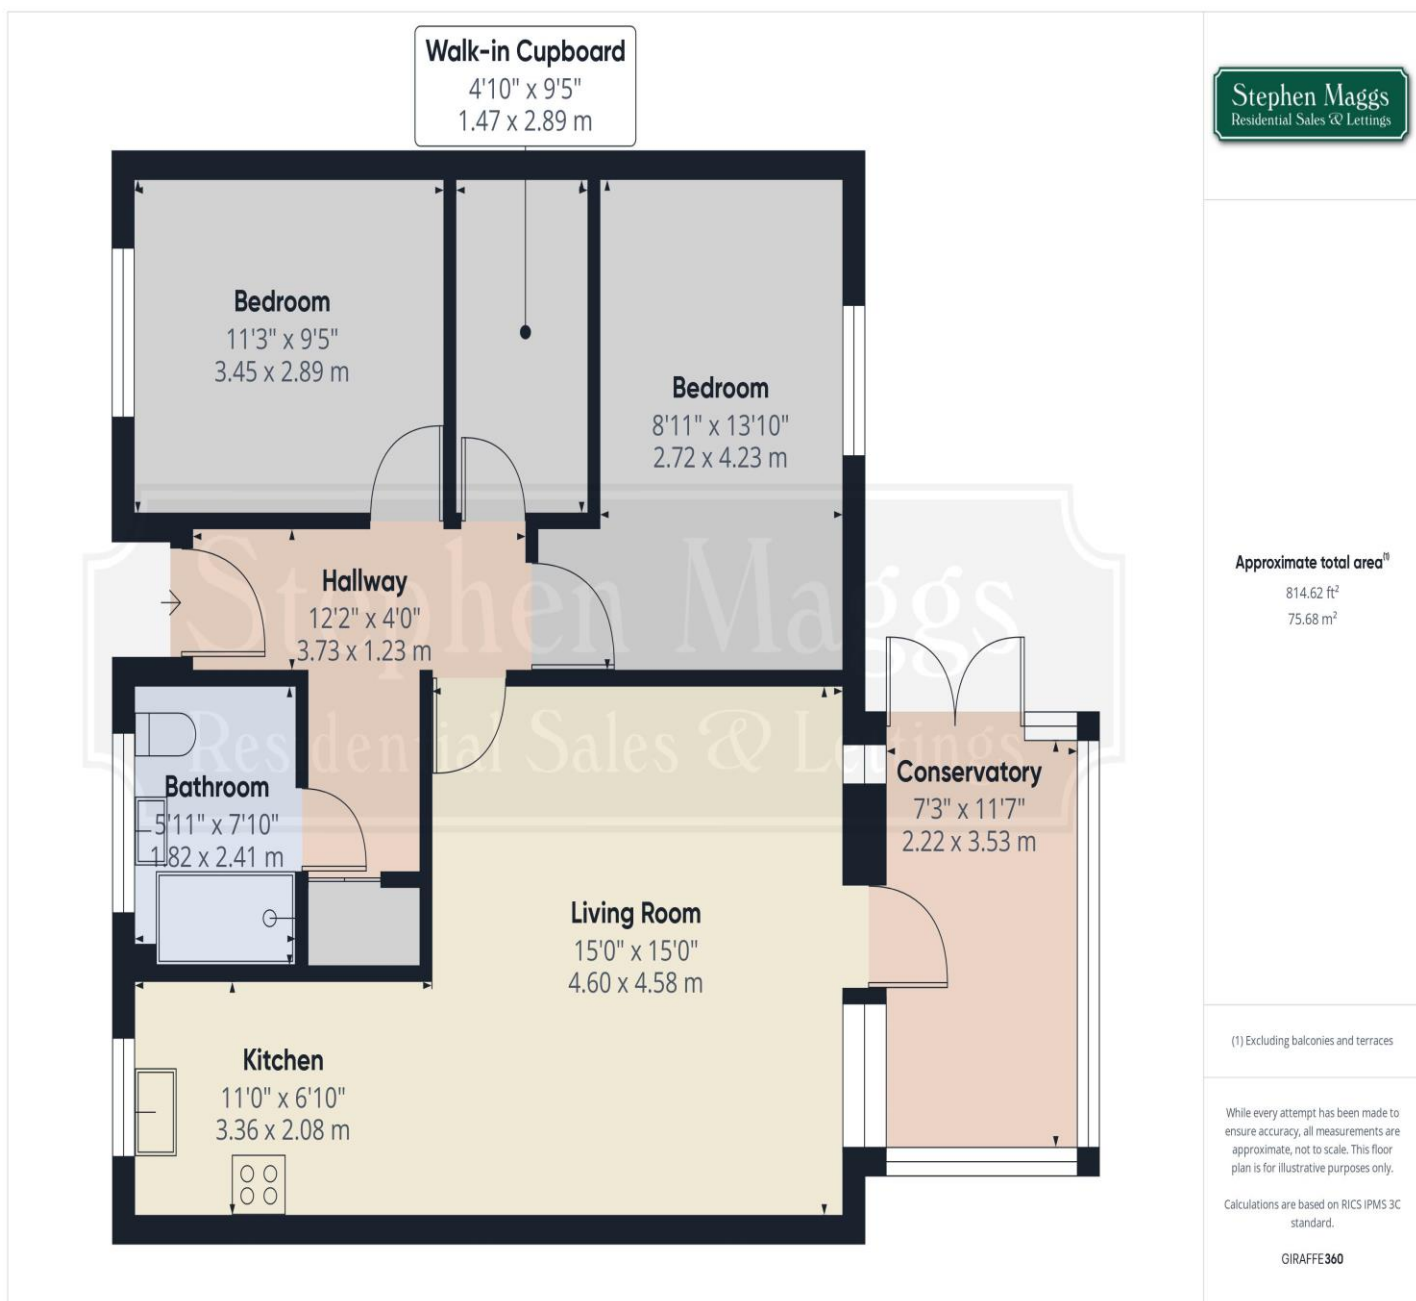 Walk-in Cupboard
4'10" x 9'5"
1.47 x 2.89 m
Stephen Maggs
Residential Sales & Lettings
Bedroom
11'3" x 9'5"
3.45 x 2.89 m
Bedroom
8'11" x 13'10"
2.72 x 4.23 m
Hallway
12'2" x 4'0"
3.73 x 1.23 m
Stephen Maggs
Residential Sales & Lettings
Bathroom
5'11" x 7'10"
1.82 x 2.41 m
Conservatory
7'3" x 11'7"
2.22 x 3.53 m
Living Room
15'0" x 15'0"
4.60 x 4.58 m
Kitchen
11'0" x 6'10"
3.36 x 2.08 m
Approximate total area(1)
814.62 ft²
75.68 m²
(1) Excluding balconies and terraces
While every attempt has been made to
ensure accuracy, all measurements are
approximate, not to scale. This floor
plan is for illustrative purposes only.
Calculations are based on RICS IPMS 3C
standard.
GIRAFFE360